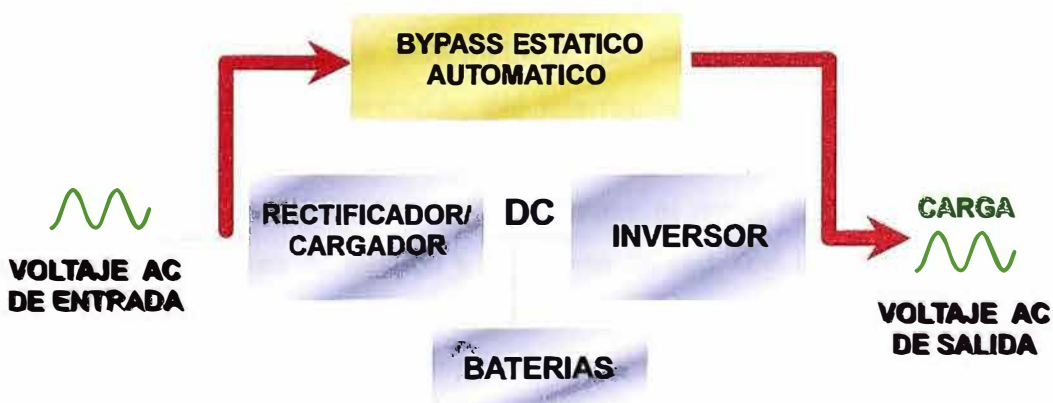 BYPASS ESTATICO
AUTOMATICO
RECTIFICADOR/
CARGADOR
DC
INVERSOR
CARGA
VOLTAJE AC
DE ENTRADA
VOLTAJE AC
DE SALIDA
BATERIAS